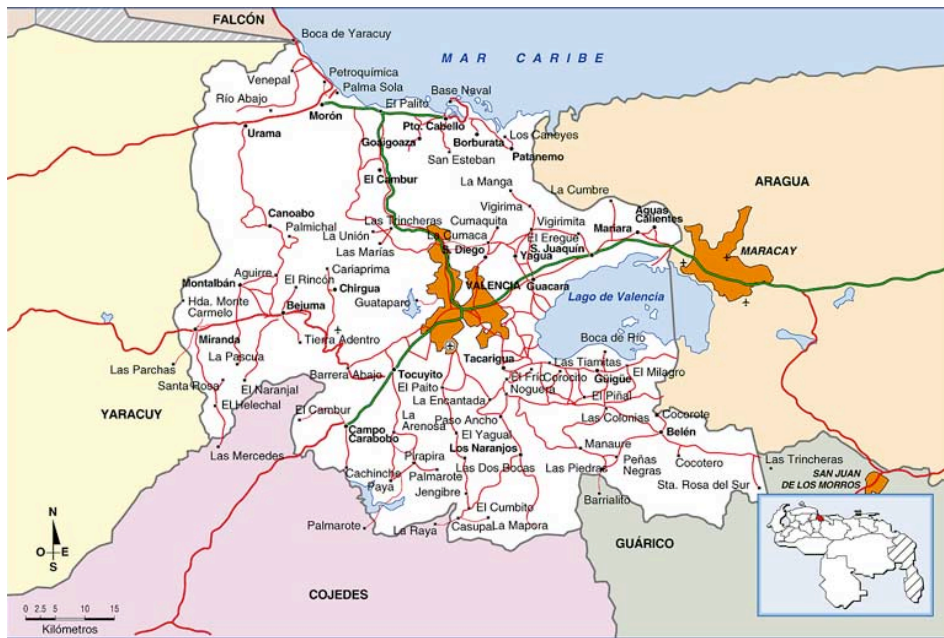 FALCÓN
Boca de Yaracuy
MAR CARIBE
Petroquímica
Venepal
Palma Sola
Base Naval
Río Abajo
El Palito
Morón
Pto. Cabello
Los Caneyes
Urama
Goaigoaza
Borburata
San Esteban
Patanemo
El Cambur
ARAGUA
La Manga
La Cumbre
Canoabo
Vigirima
Aguas
Calientes
Las Trincheras
Cumaquita
Vigirimita
Palmichal
La Unión
La Cumaca
El Eregue
Mariara
Las Marías
S. Diego
S. Juaquín
MARACAY
Yagua
Aguirre
Cariaprima
El Rincón
Montalbán
Chirgua
VALENCIA
Guacara
Lago de Valencia
Hda. Monte
Carmelo
Bejuma
Guataparo
Miranda
Tierra Adentro
Boca de Río
La Pascua
Tacarigua
Las Tiamitas
Las Parchas
Barrera Abajo
Tocuyito
El Frío
Corocito
Güigüe
El Milagro
Santa Rosa
El Naranjal
El Paito
Noguera
El Piñal
YARACUY
El Helechal
El Cambur
La Encantada
La
Arenosa
Paso Ancho
Las Colonias
Cocorote
Campo
Carabobo
El Yagual
Belén
Las Mercedes
Los Naranjos
Manaure
Pirapira
Cachinche
Palmarote
Las Dos Bocas
Las Piedras
Peñas
Negras
Cocotero
Las Trincheras
Paya
Jengibre
Sta. Rosa del Sur
SAN JUAN
DE LOS MORROS
Barrialito
El Cumbito
Palmarote
La Raya
Casupal
La Mapora
N
O
E
S
GUÁRICO
COJEDES
0 2.5 5 10 15
Kilómetros